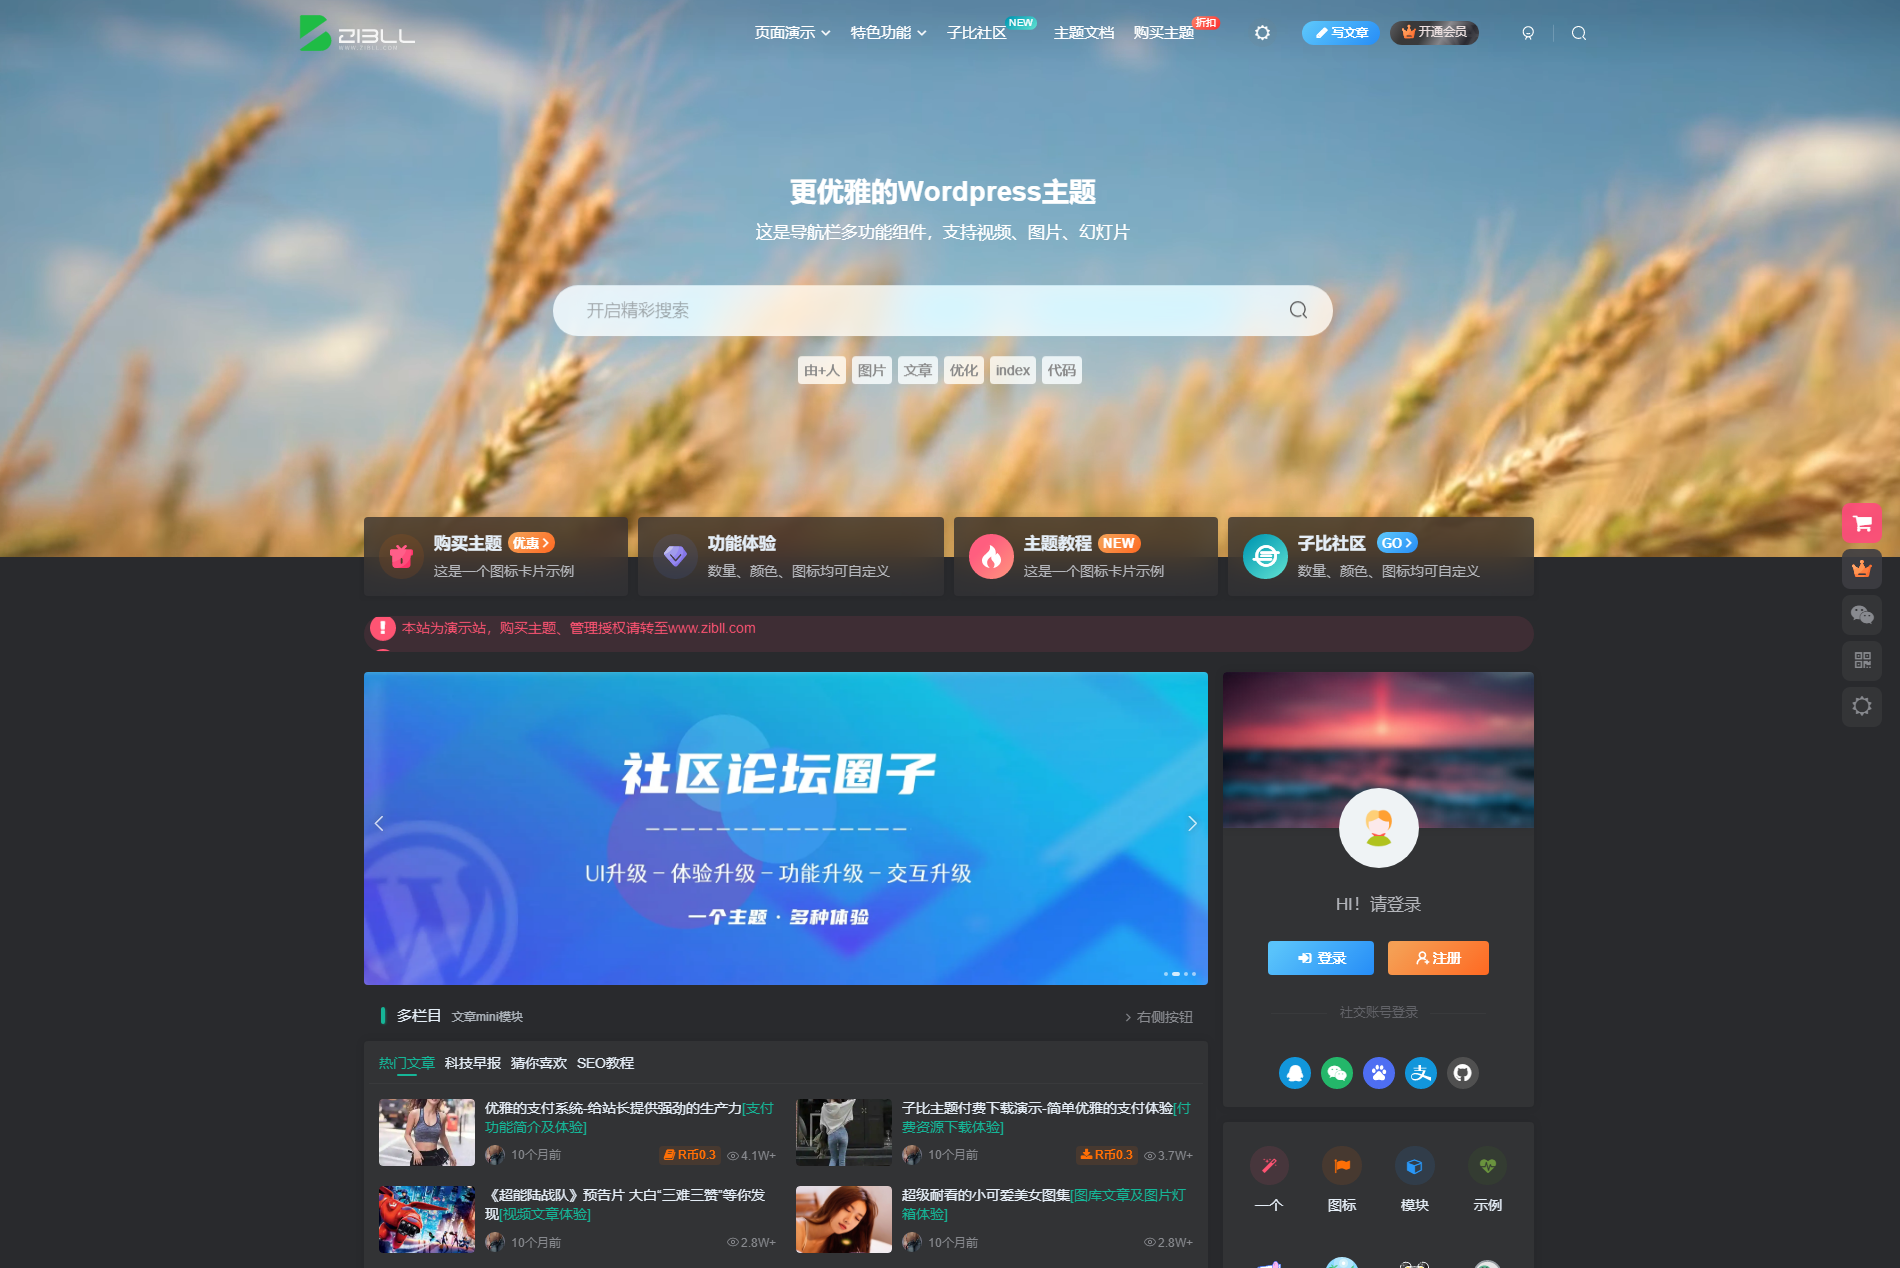 ZIBLL
WWW.ZIBLL.COM
页面演示 特色功能 子比社区 NEW 主题文档 购买主题 折扣 写文章 开通会员
更优雅的Wordpress主题
这是导航栏多功能组件，支持视频、图片、幻灯片
开启精彩搜索
由+人 图片 文章 优化 index 代码
购买主题 优惠
这是一个图标卡片示例
功能体验
数量、颜色、图标均可自定义
主题教程 NEW
这是一个图标卡片示例
子比社区 GO
数量、颜色、图标均可自定义
本站为演示站，购买主题、管理授权请转至www.zibll.com
社区论坛圈子
UI升级－体验升级－功能升级－交互升级
一个主题 · 多种体验
HI！请登录
登录 注册
社交账号登录
多栏目 文章mini模块
右侧按钮
热门文章 科技早报 猜你喜欢 SEO教程
优雅的支付系统-给站长提供强劲的生产力[支付
功能简介及体验]
10个月前 R币0.3 4.1W+
子比主题付费下载演示-简单优雅的支付体验[付
费资源下载体验]
10个月前 R币0.3 3.7W+
《超能陆战队》预告片 大白“三难三赞”等你发
现[视频文章体验]
10个月前 2.8W+
超级耐看的小可爱美女图集[图库文章及图片灯
箱体验]
10个月前 2.8W+
一个 图标 模块 示例